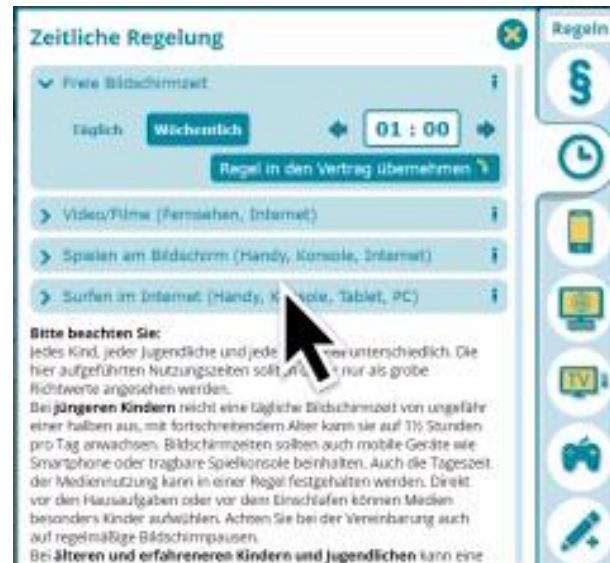 Zeitliche Regelung
Regeln
Freie Bildschirmzeit
Täglich Wöchentlich 01 : 00
Regel in den Vertrag übernehmen
Video/Filme (Fernsehen, Internet)
Spielen am Bildschirm (Handy, Konsole, Internet)
Surfen im Internet (Handy, Konsole, Tablet, PC)
Bitte beachten Sie:
Jedes Kind, jeder Jugendliche und jede unterschiedlich. Die
hier aufgeführten Nutzungszeiten nur als grobe
Richtwerte angesehen werden.
Bei jüngeren Kindern reicht eine tägliche Bildschirmzeit von ungefähr
einer halben aus, mit fortschreitendem Alter kann sie auf 1½ Stunden
pro Tag anwachsen. Bildschirmzeiten sollten auch mobile Geräte wie
Smartphone oder tragbare Spielkonsole beinhalten. Auch die Tageszeit
der Mediennutzung kann in einer Regel festgehalten werden. Direkt
vor den Hausaufgaben oder vor dem Einschlafen können Medien
besonders Kinder aufwühlen. Achten Sie bei der Vereinbarung auch
auf regelmäßige Bildschirmpausen.
Bei älteren und erfahreneren Kindern und Jugendlichen kann eine
§
TV